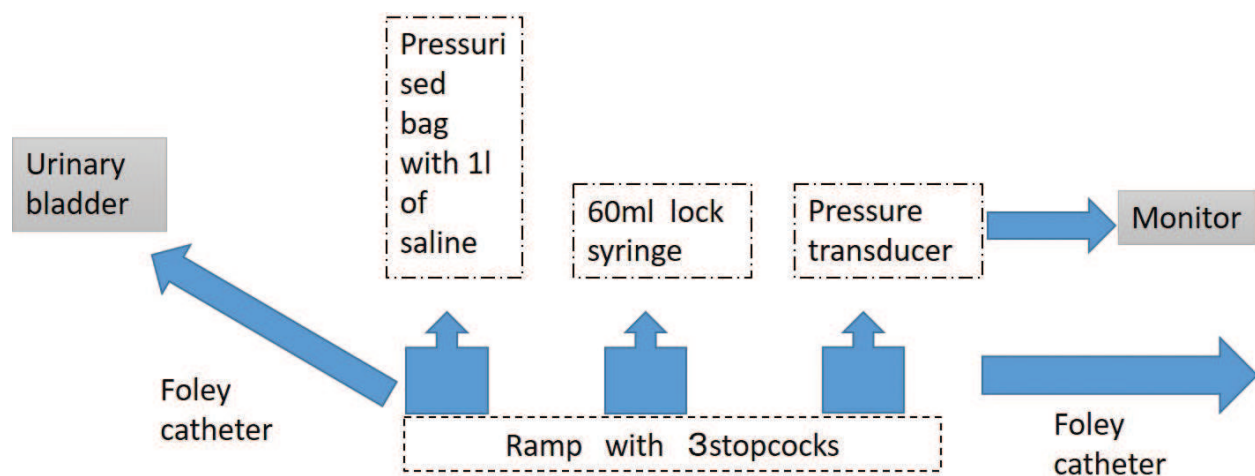 Pressuri
sed
bag
with 1l
of
saline
Urinary
bladder
60ml lock
syringe
Pressure
transducer
Monitor
Foley
catheter
Ramp with 3stopcocks
Foley
catheter